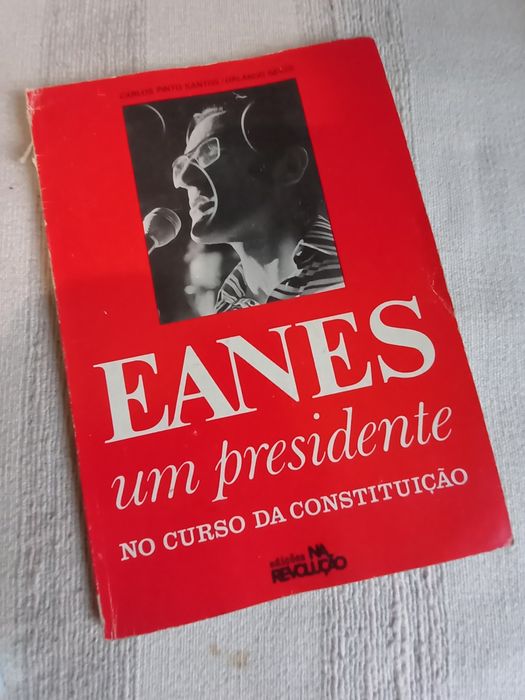 CARLOS PINTO SANTOS / ORLANDO NEVES
EANES
um presidente
NO CURSO DA CONSTITUIÇÃO
edições NA
REVOLUÇÃO